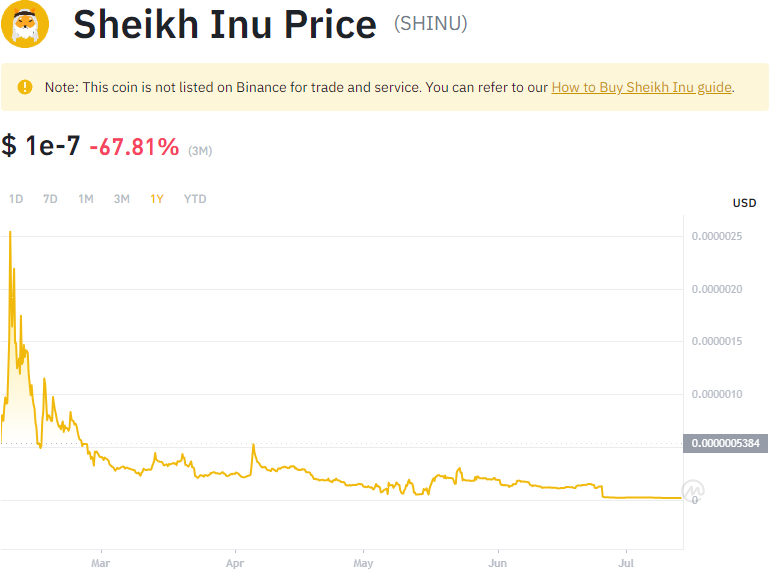 Sheikh Inu Price (SHINU)
Note: This coin is not listed on Binance for trade and service. You can refer to our How to Buy Sheikh Inu guide.
$ 1e-7 -67.81% (3M)
1D 7D 1M 3M 1Y YTD
USD
0.0000025
0.0000020
0.0000015
0.0000010
0.0000005384
0
Mar Apr May Jun Jul